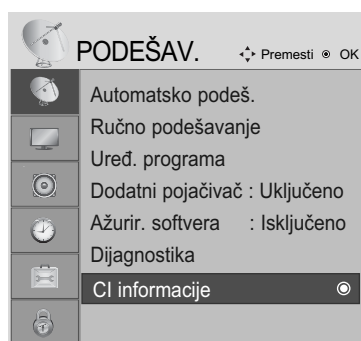 PODEŠAV. Premesti OK
Automatsko podeš.
Ručno podešavanje
Uređ. programa
Dodatni pojačivač : Uključeno
Ažurir. softvera : Isključeno
Dijagnostika
CI informacije